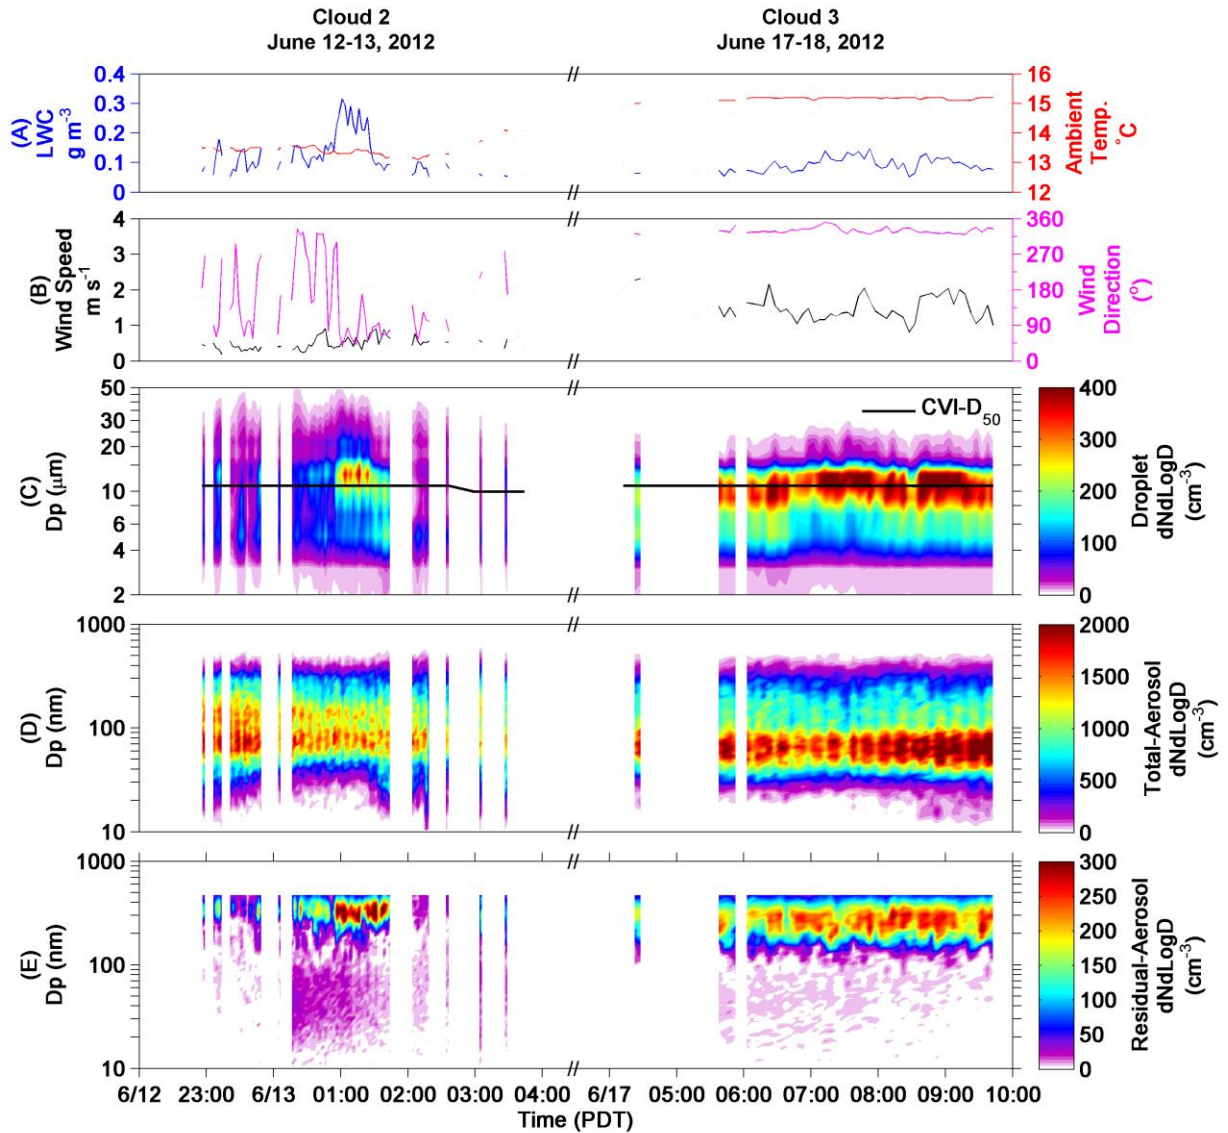 Cloud 2
June 12-13, 2012
Cloud 3
June 17-18, 2012
(A)
LWC
g m⁻³
0.4
0.3
0.2
0.1
0
//
//
16
15
14
13
12
Ambient
Temp.
°C
(B)
Wind Speed
m s⁻¹
4
3
2
1
0
//
360
270
180
90
0
Wind
Direction
(°)
(C)
Dp (μm)
50
30
20
10
6
4
2
//
CVI-D₅₀
400
300
200
100
0
Droplet
dNdLogD
(cm⁻³)
(D)
Dp (nm)
1000
100
10
//
2000
1500
1000
500
0
Total-Aerosol
dNdLogD
(cm⁻³)
(E)
Dp (nm)
1000
100
10
//
//
300
250
200
150
100
50
0
Residual-Aerosol
dNdLogD
(cm⁻³)
6/12 23:00 6/13 01:00 02:00 03:00 04:00 6/17 05:00 06:00 07:00 08:00 09:00 10:00
Time (PDT)